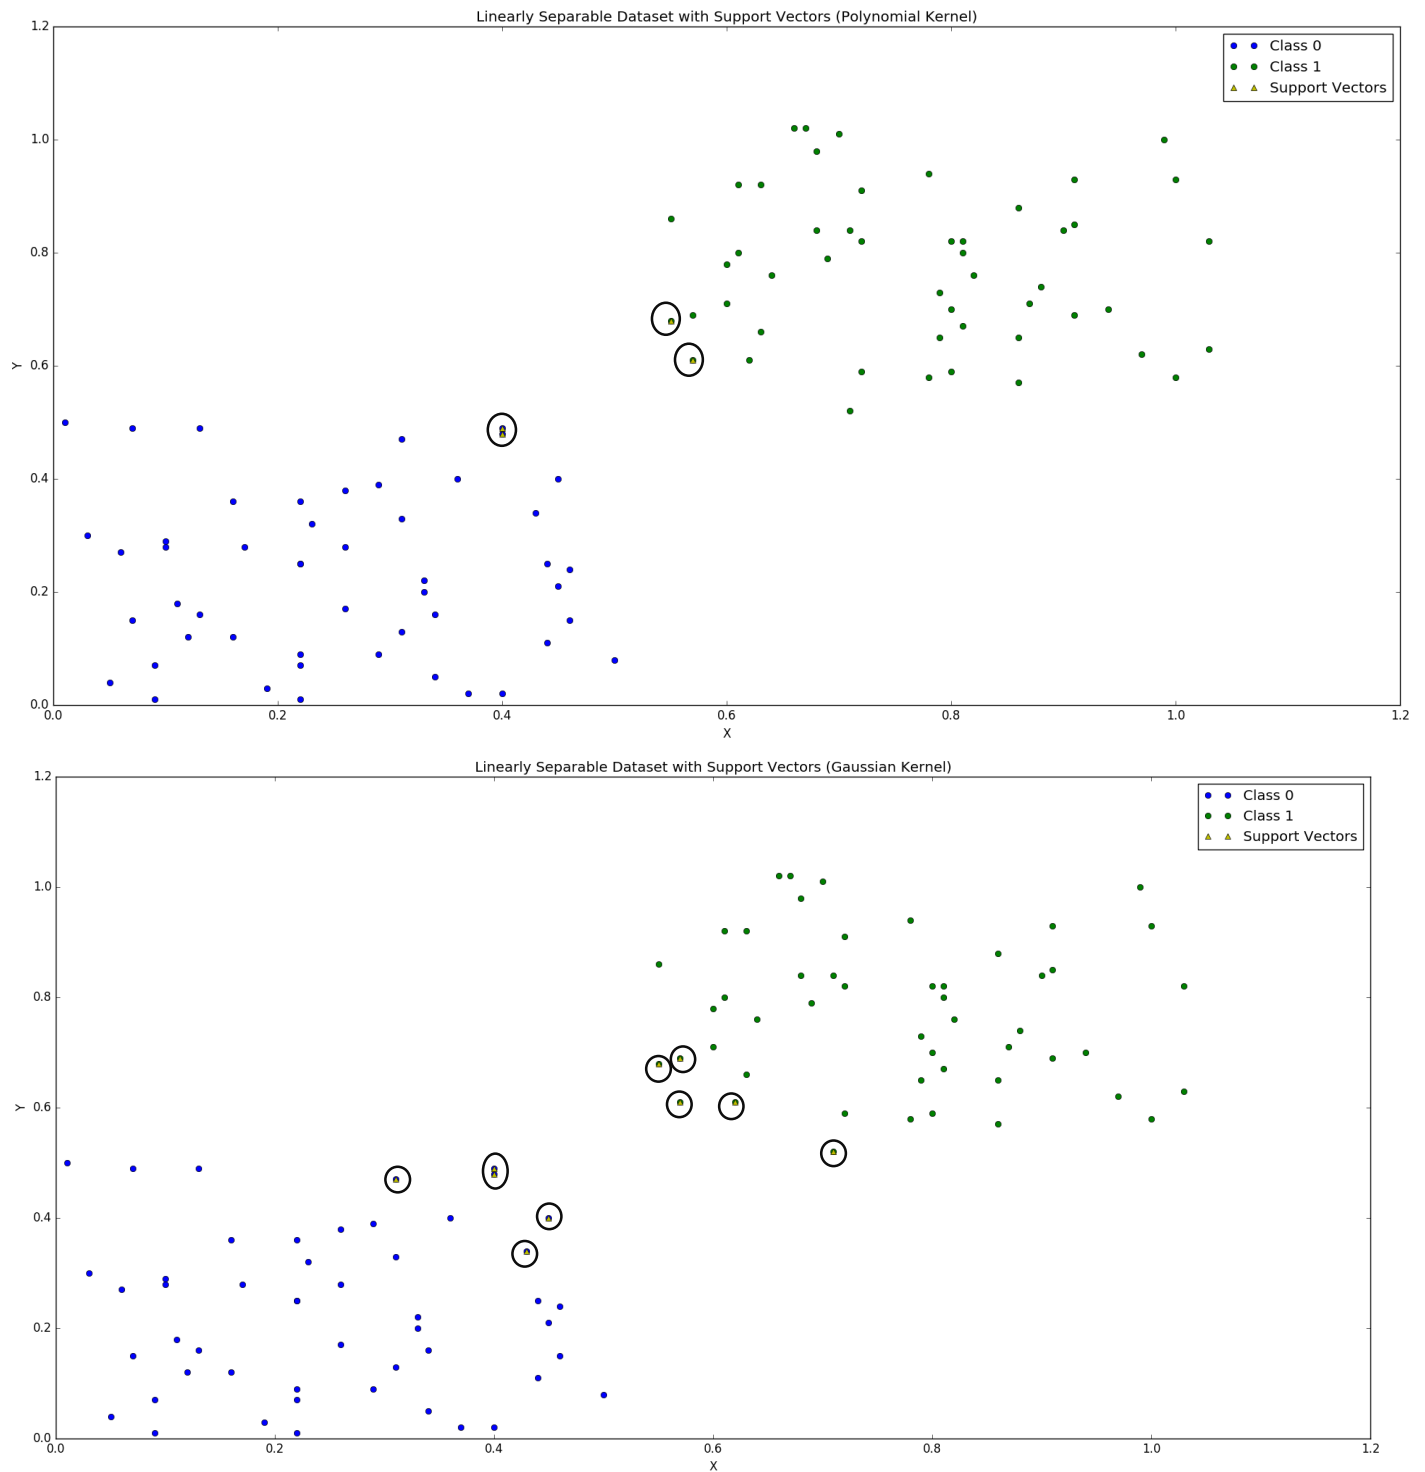 Linearly Separable Dataset with Support Vectors (Polynomial Kernel)
1.2
Class 0
Class 1
Support Vectors
1.0
0.8
0.6
Y
0.4
0.2
0.0
0.0 0.2 0.4 0.6 0.8 1.0 1.2
X
Linearly Separable Dataset with Support Vectors (Gaussian Kernel)
1.2
Class 0
Class 1
Support Vectors
1.0
0.8
0.6
Y
0.4
0.2
0.0
0.0 0.2 0.4 0.6 0.8 1.0 1.2
X